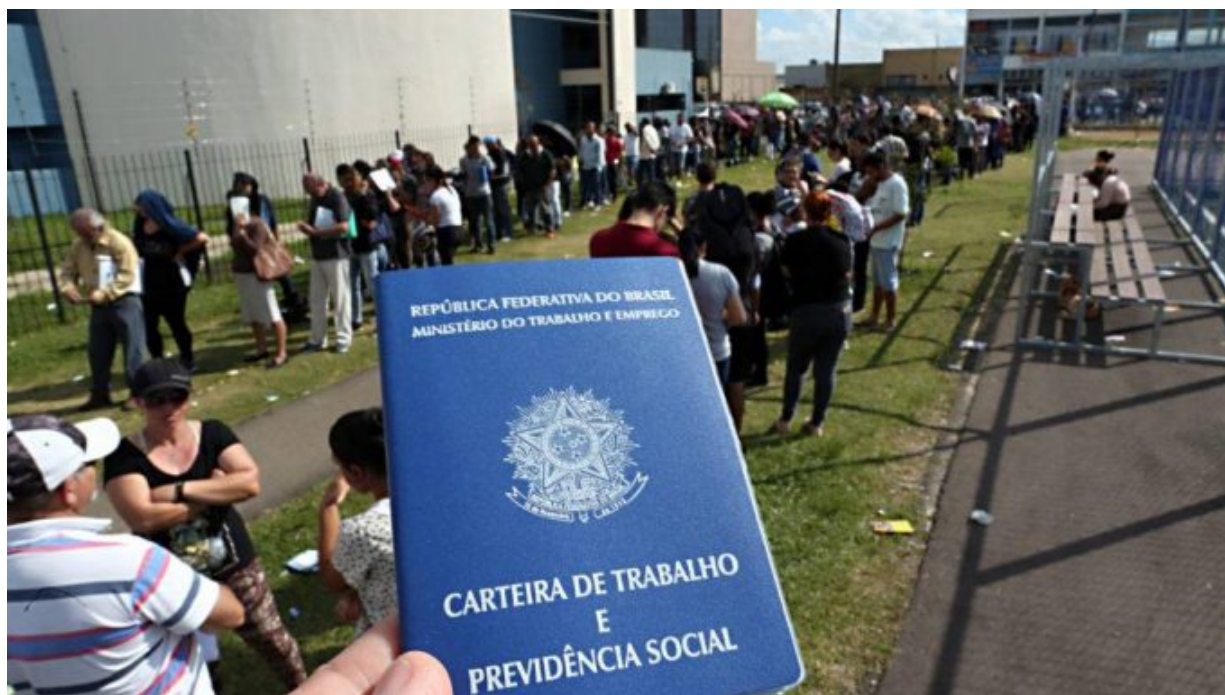 REPÚBLICA FEDERATIVA DO BRASIL
MINISTÉRIO DO TRABALHO E EMPREGO
CARTEIRA DE TRABALHO
E
PREVIDÊNCIA SOCIAL